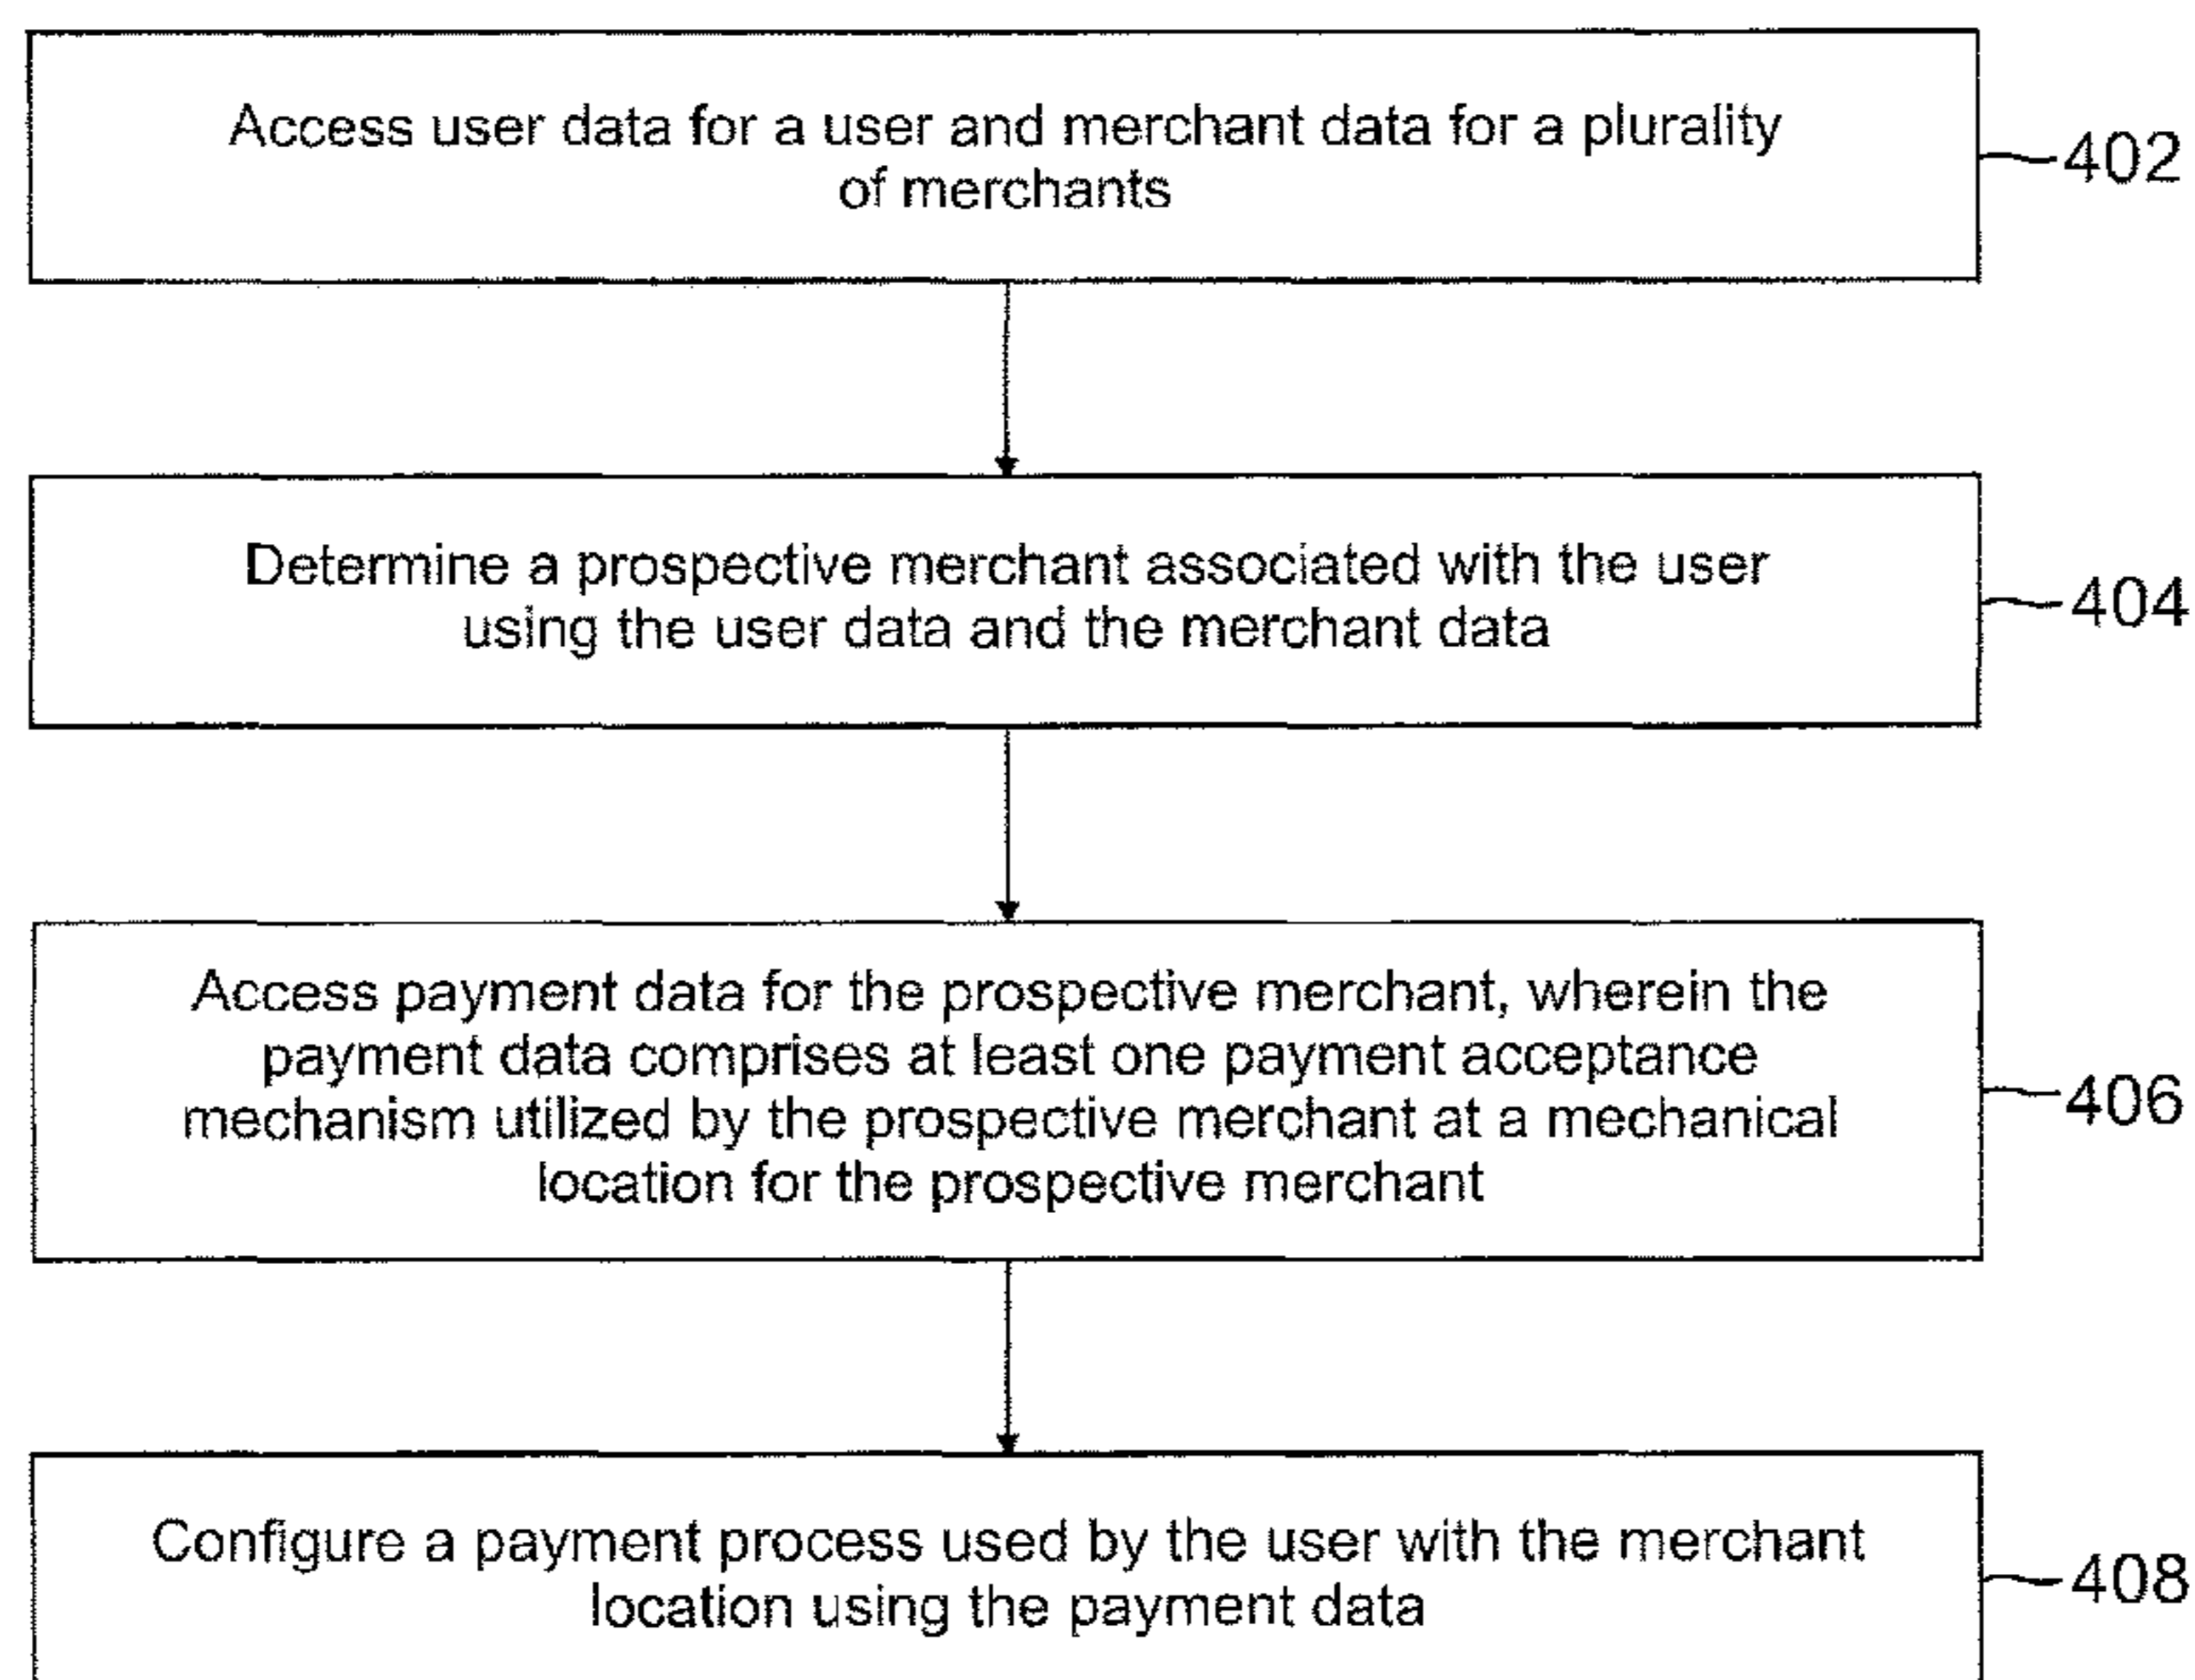 Access user data for a user and merchant data for a plurality
of merchants
402
Determine a prospective merchant associated with the user
using the user data and the merchant data
404
Access payment data for the prospective merchant, wherein the
payment data comprises at least one payment acceptance
mechanism utilized by the prospective merchant at a mechanical
location for the prospective merchant
406
Configure a payment process used by the user with the merchant
location using the payment data
408